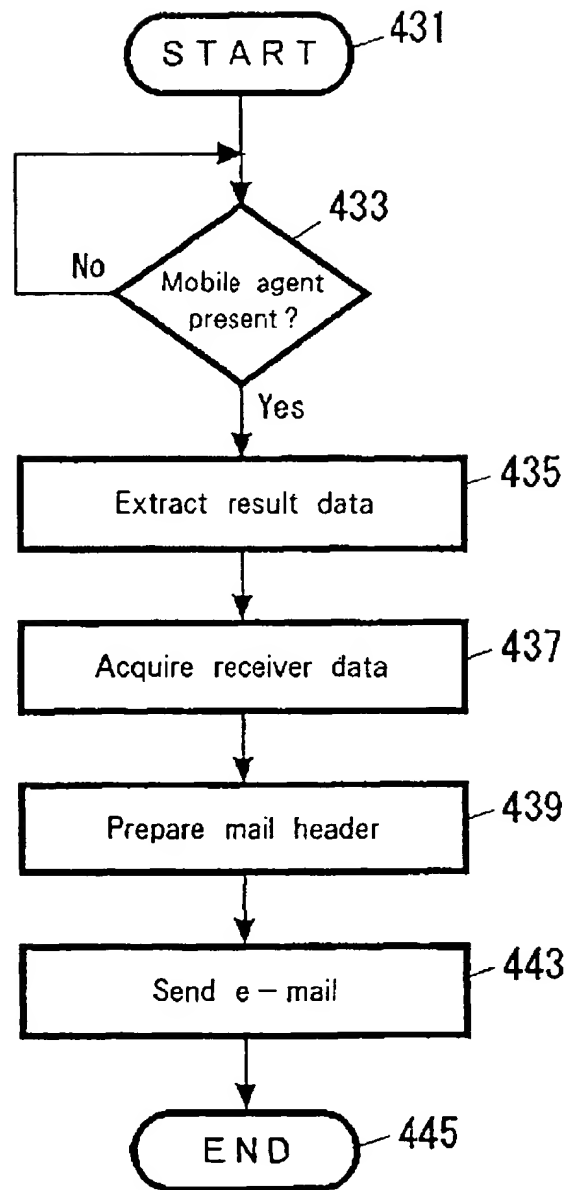 START
431
433
Mobile agent
present?
No
Yes
Extract result data
435
Acquire receiver data
437
Prepare mail header
439
Send e-mail
443
END
445